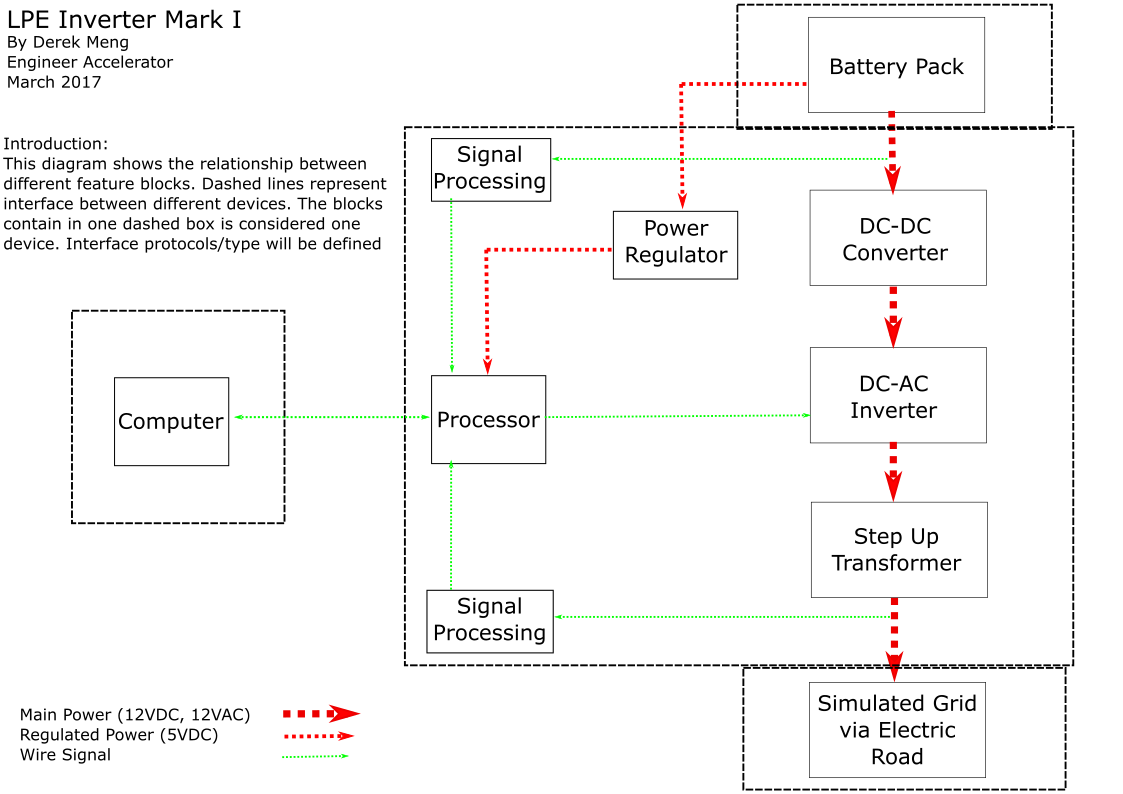 LPE Inverter Mark I
By Derek Meng
Engineer Accelerator
March 2017
Introduction:
This diagram shows the relationship between
different feature blocks. Dashed lines represent
interface between different devices. The blocks
contain in one dashed box is considered one
device. Interface protocols/type will be defined
Battery Pack
Signal
Processing
Power
Regulator
DC-DC
Converter
DC-AC
Inverter
Computer
Processor
Step Up
Transformer
Signal
Processing
Simulated Grid
via Electric
Road
Main Power (12VDC, 12VAC)
Regulated Power (5VDC)
Wire Signal